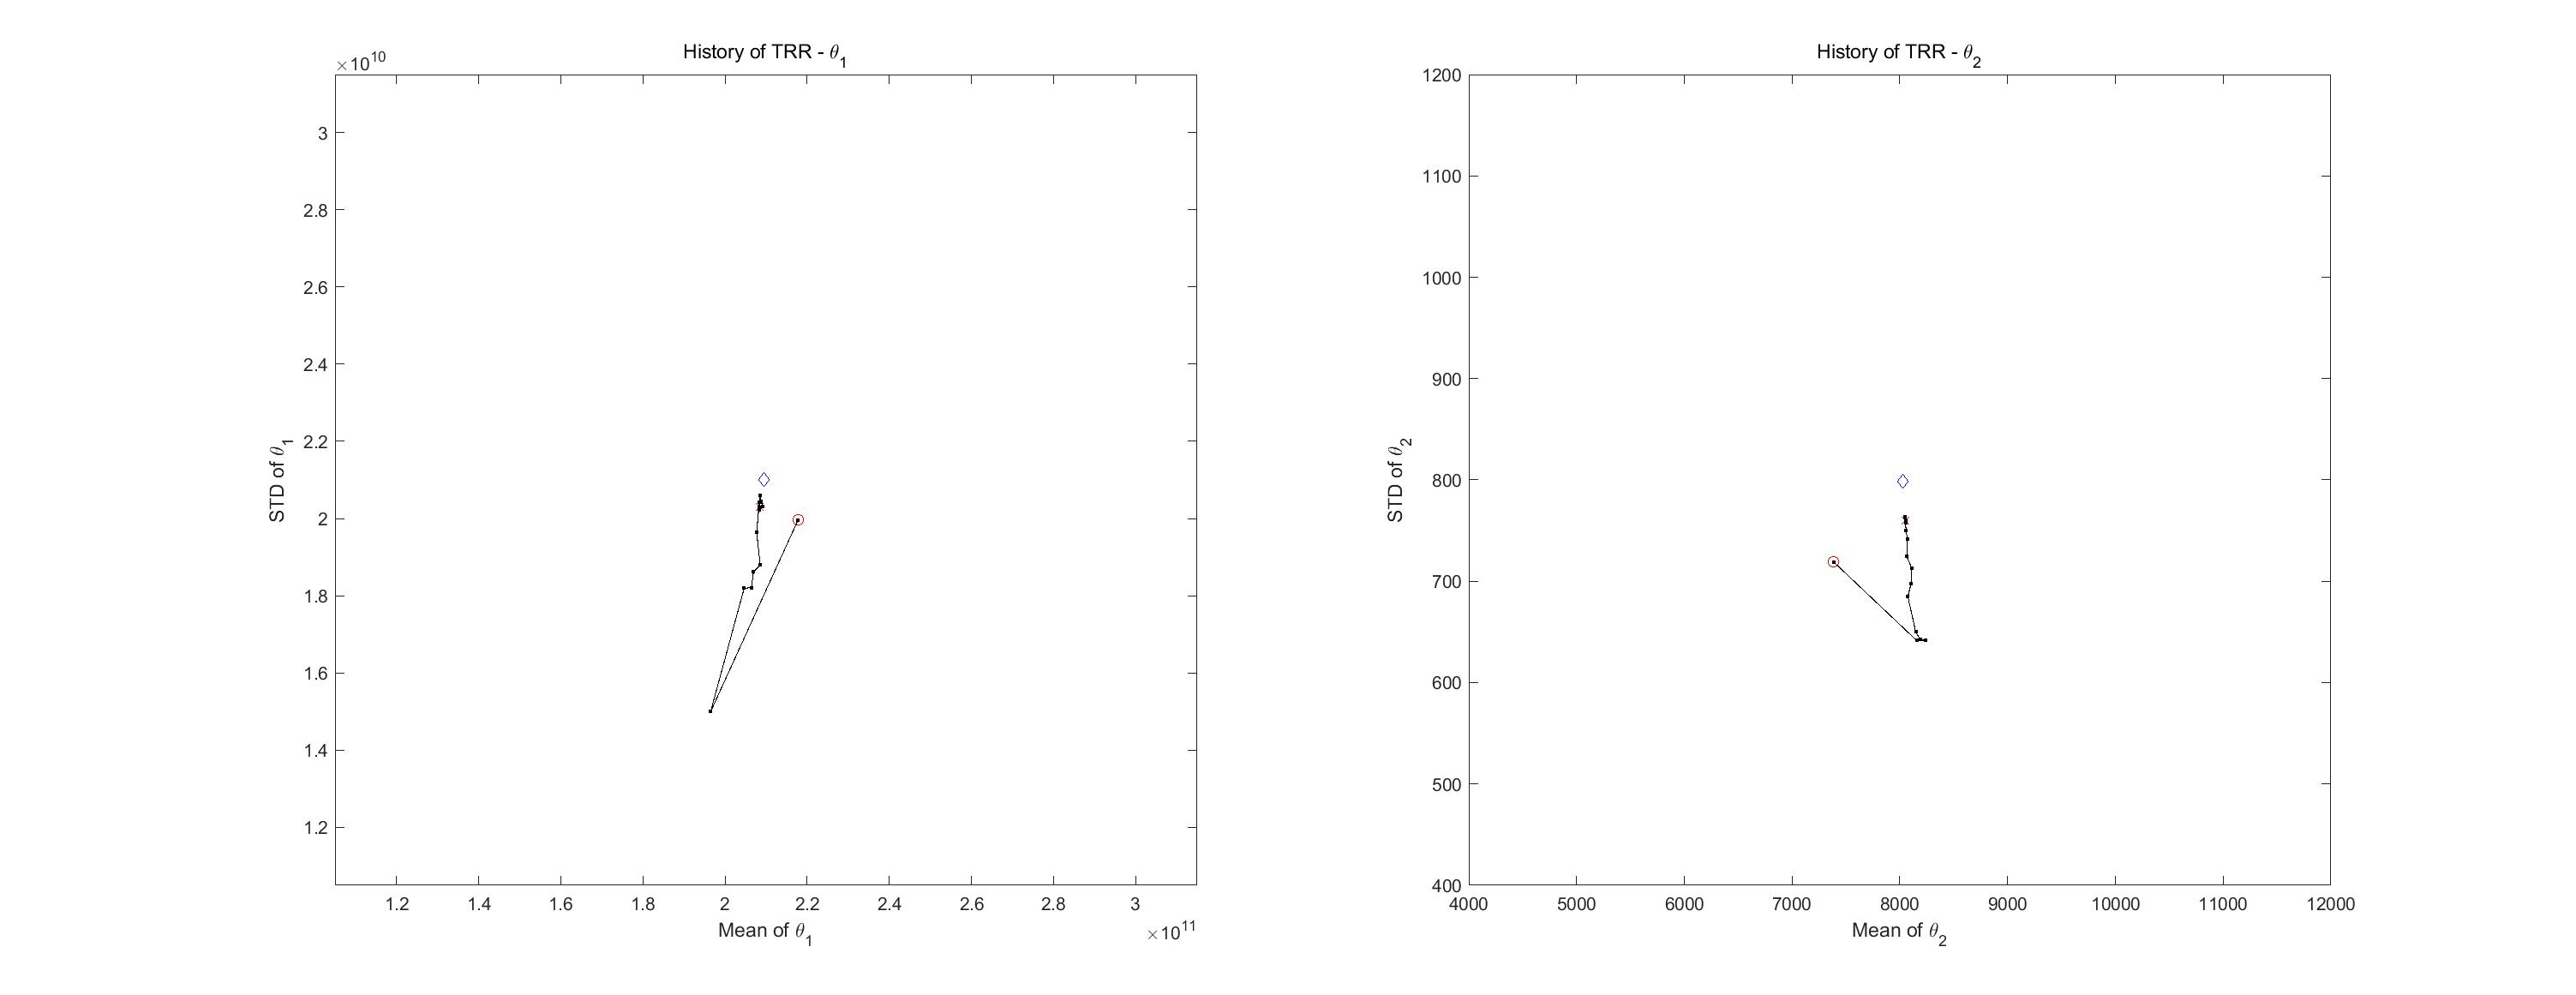 History of TRR - θ1
×10^10
3
2.8
2.6
2.4
2.2
2
1.8
1.6
1.4
1.2
STD of θ1
1.2 1.4 1.6 1.8 2 2.2 2.4 2.6 2.8 3
Mean of θ1
×10^11
History of TRR - θ2
1200
1100
1000
900
800
700
600
500
400
STD of θ2
4000 5000 6000 7000 8000 9000 10000 11000 12000
Mean of θ2